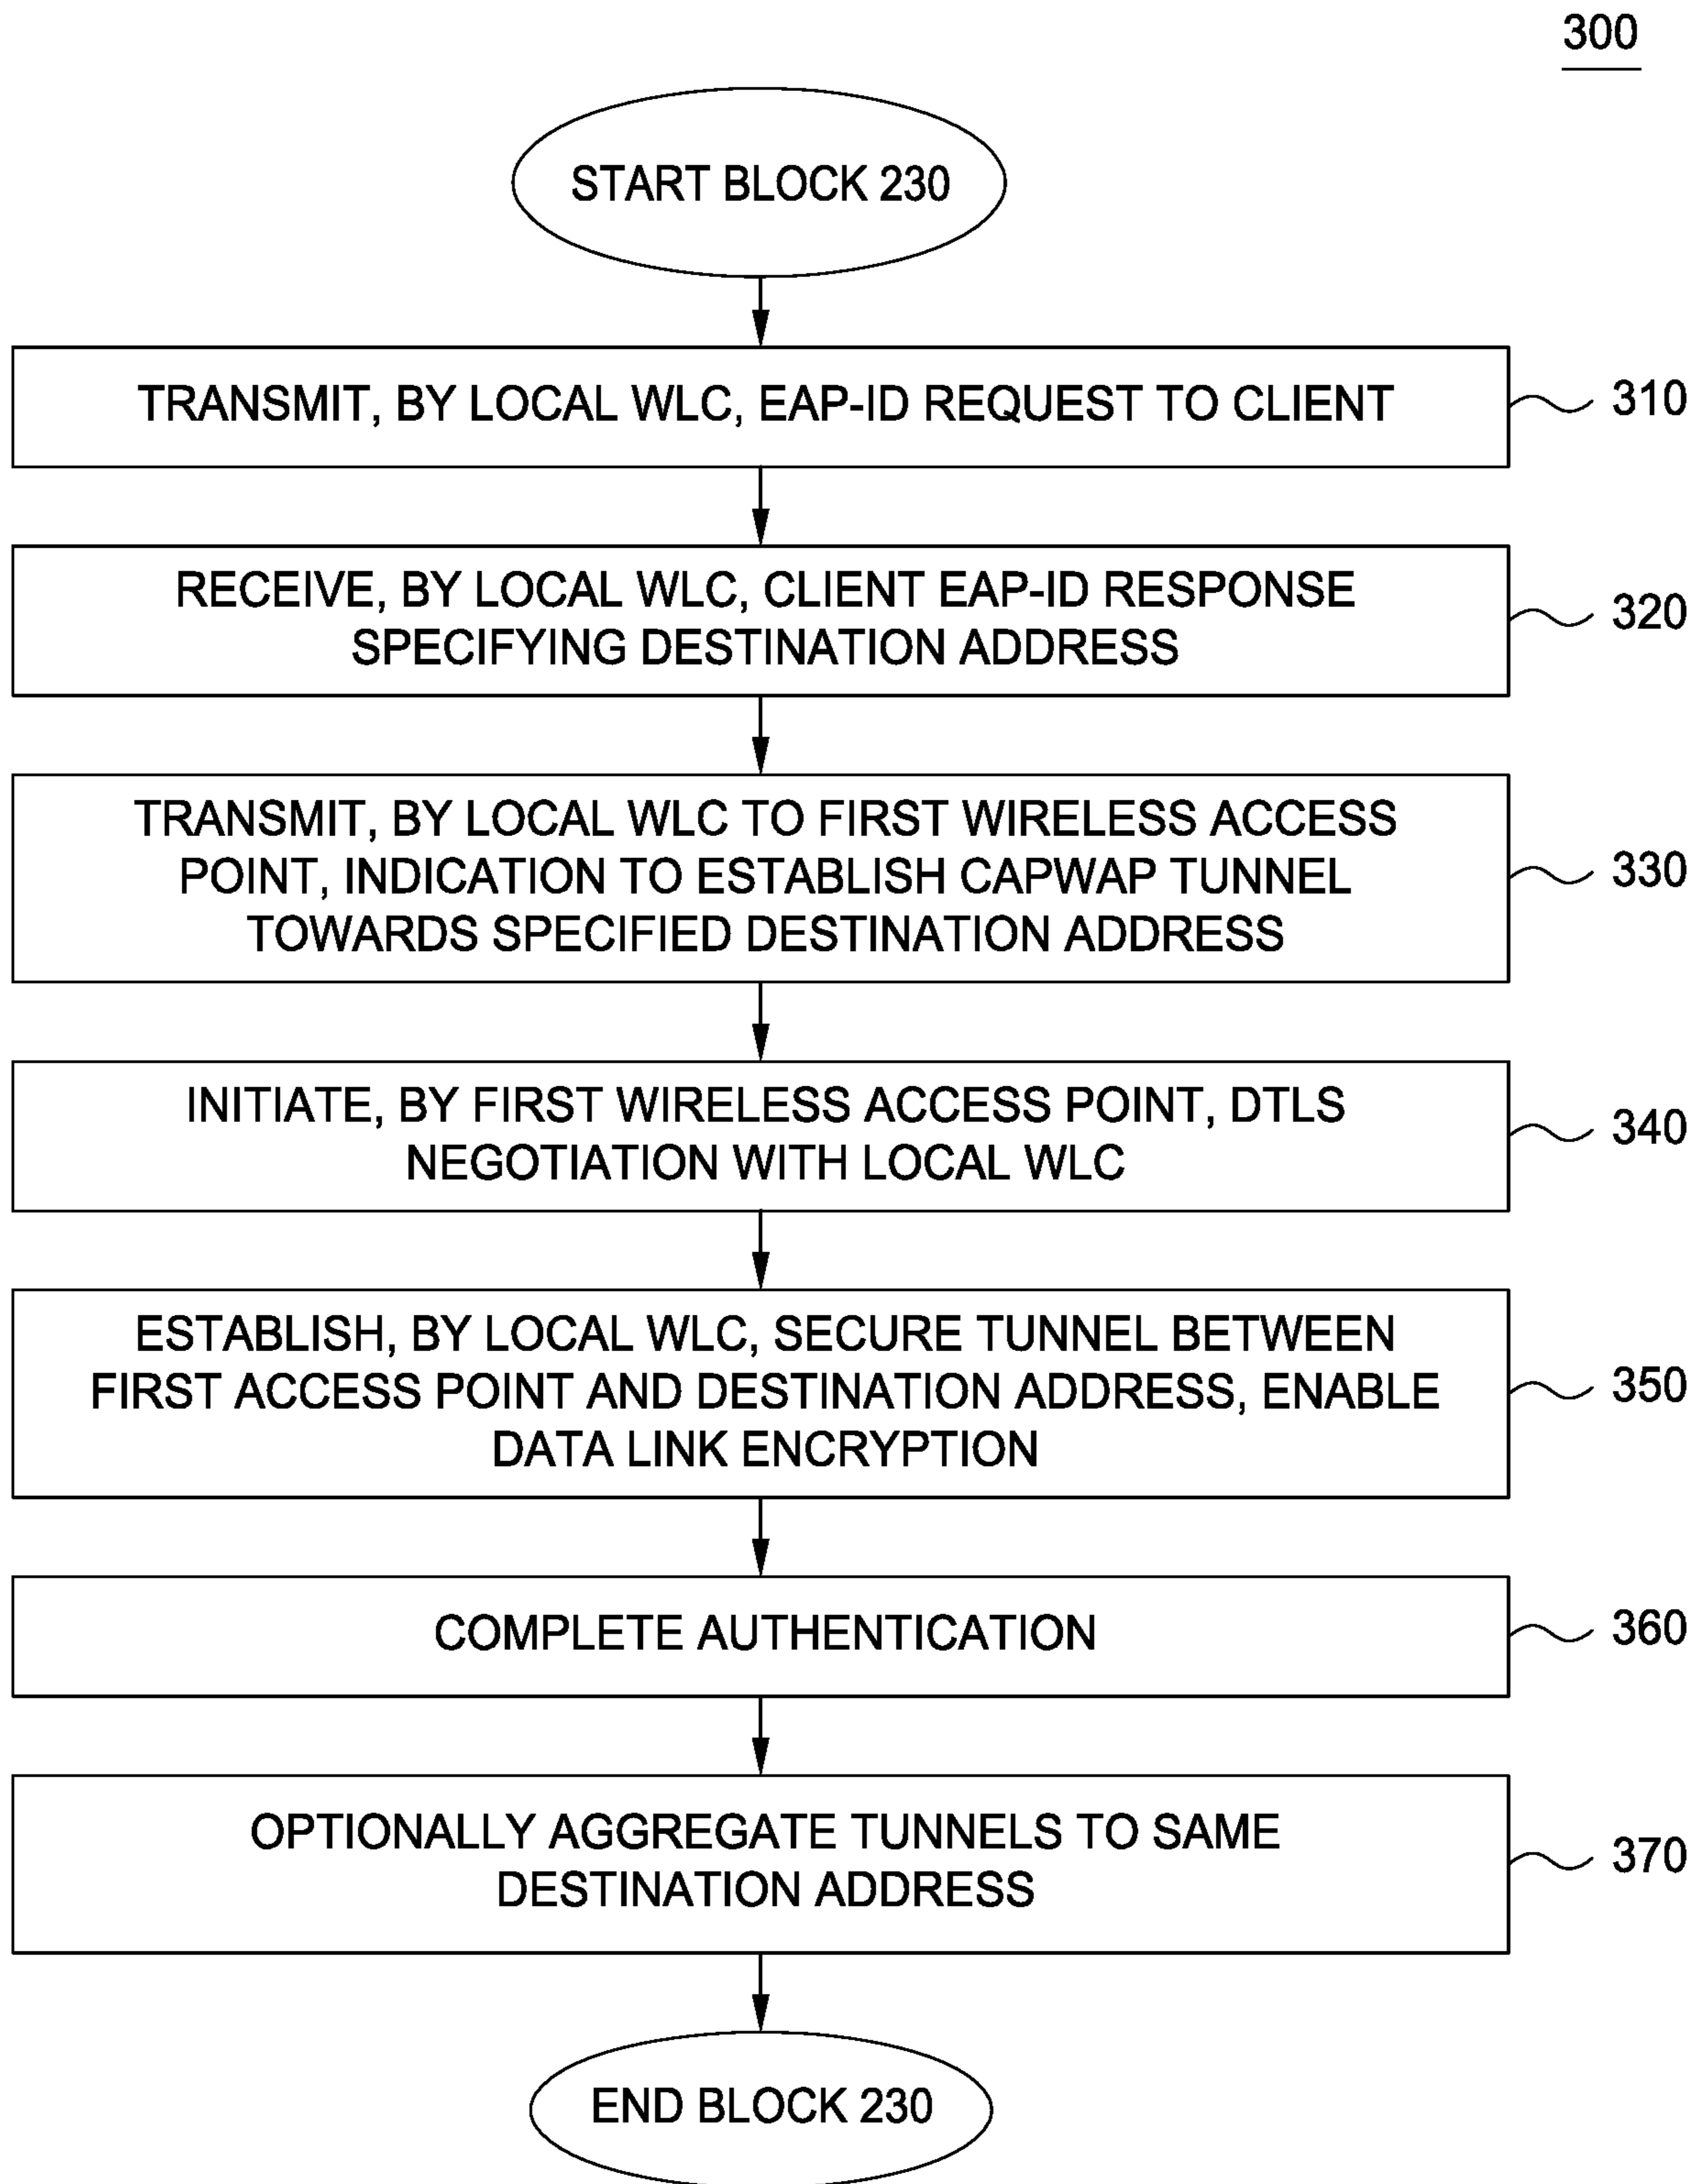 300
START BLOCK 230
TRANSMIT, BY LOCAL WLC, EAP-ID REQUEST TO CLIENT
310
RECEIVE, BY LOCAL WLC, CLIENT EAP-ID RESPONSE
SPECIFYING DESTINATION ADDRESS
320
TRANSMIT, BY LOCAL WLC TO FIRST WIRELESS ACCESS
POINT, INDICATION TO ESTABLISH CAPWAP TUNNEL
TOWARDS SPECIFIED DESTINATION ADDRESS
330
INITIATE, BY FIRST WIRELESS ACCESS POINT, DTLS
NEGOTIATION WITH LOCAL WLC
340
ESTABLISH, BY LOCAL WLC, SECURE TUNNEL BETWEEN
FIRST ACCESS POINT AND DESTINATION ADDRESS, ENABLE
DATA LINK ENCRYPTION
350
COMPLETE AUTHENTICATION
360
OPTIONALLY AGGREGATE TUNNELS TO SAME
DESTINATION ADDRESS
370
END BLOCK 230